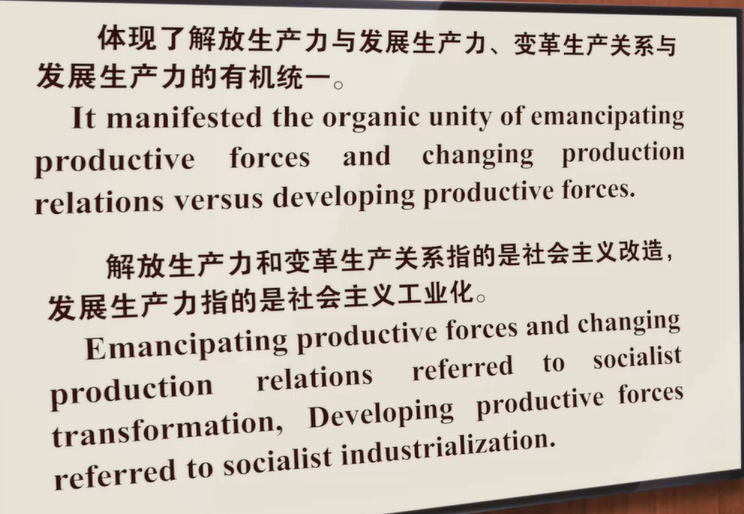 体现了解放生产力与发展生产力、变革生产关系与
发展生产力的有机统一。
It manifested the organic unity of emancipating
productive forces and changing production
relations versus developing productive forces.
解放生产力和变革生产关系指的是社会主义改造，
发展生产力指的是社会主义工业化。
Emancipating productive forces and changing
production relations referred to socialist
transformation, Developing productive forces
referred to socialist industrialization.